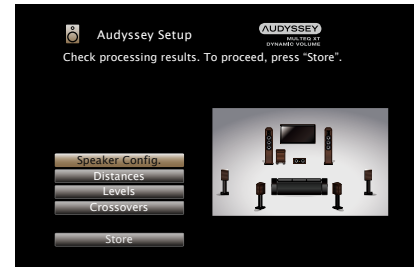 Audyssey Setup
AUDYSSEY
MULTEQ XT
DYNAMIC VOLUME
Check processing results. To proceed, press “Store”.
Speaker Config.
Distances
Levels
Crossovers
Store